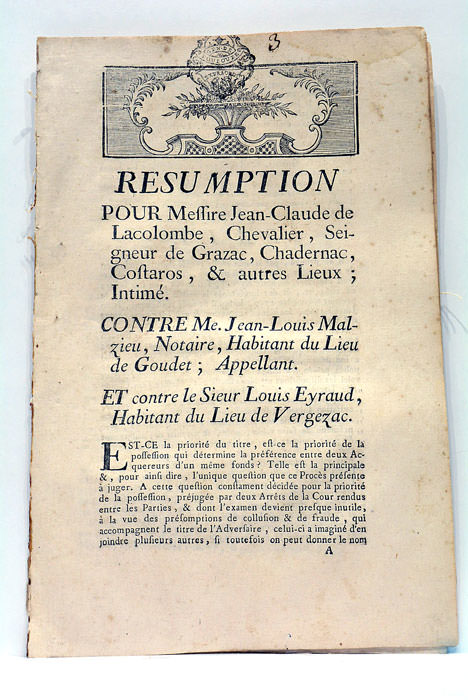 3
RESUMPTION
POUR Messire Jean-Claude de
Lacolombe, Chevalier, Sei-
gneur de Grazac, Chadernac,
Costaros, & autres Lieux ;
Intimé.
CONTRE Me. Jean-Louis Mal-
zieu, Notaire, Habitant du Lieu
de Goudet ; Appellant.
ET contre le Sieur Louis Eyraud,
Habitant du Lieu de Vergezac.
EST-CE la priorité du titre, est-ce la priorité de la
possession qui détermine la préférence entre deux Ac-
quereurs d'un même fonds ? Telle est la principale
&, pour ainsi dire, l'unique question que ce Procès présente
à juger. A cette question constament décidée pour la priorité
de la possession, préjugée par deux Arrêts de la Cour rendus
entre les Parties, & dont l'examen devient presque inutile,
à la vue des présomptions de collusion & de fraude, qui
accompagnent le titre de l'Adversaire, celui-ci a imaginé d'en
joindre plusieurs autres, si toutefois on peut donner le nom
A